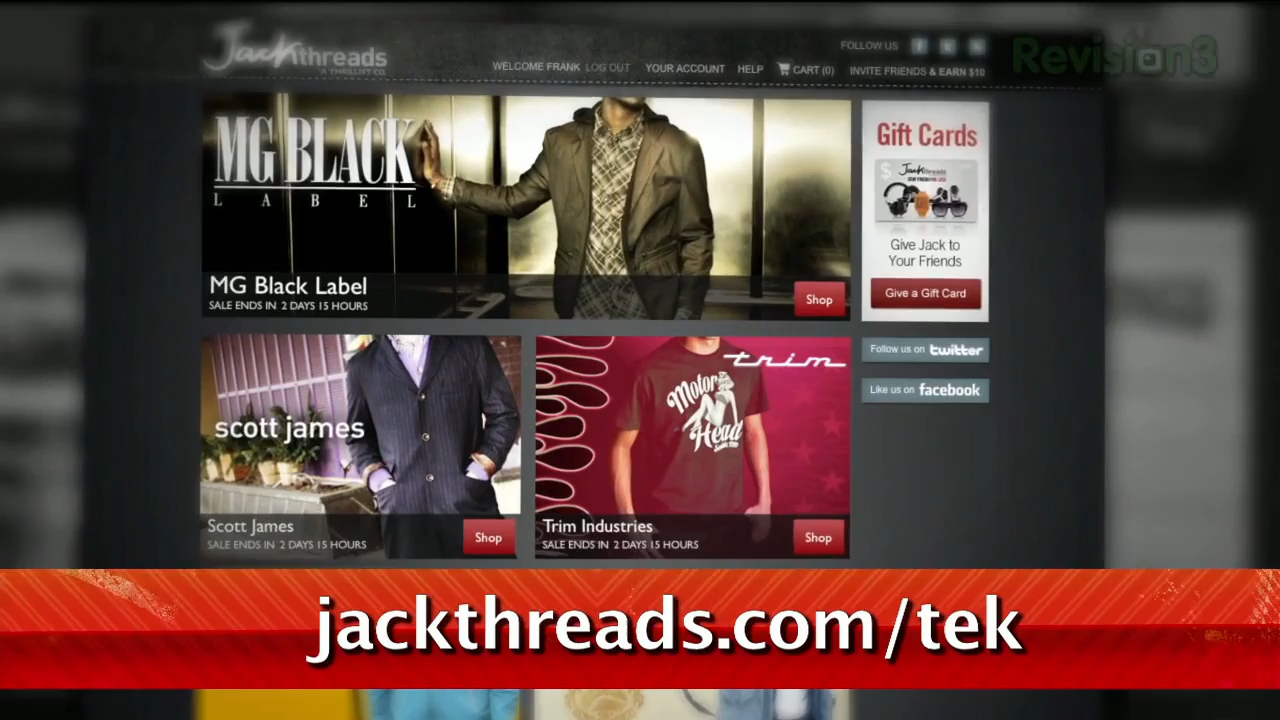 Jackthreads
A THRILLIST CO.
FOLLOW US
Revision3
WELCOME FRANK LOG OUT YOUR ACCOUNT HELP CART (0) INVITE FRIENDS & EARN $10
MG BLACK
LABEL
MG Black Label
SALE ENDS IN 2 DAYS 15 HOURS
Shop
Gift Cards
$ Jackthreads
Give Jack to
Your Friends
Give a Gift Card
Follow us on twitter
Like us on facebook
scott james
Scott James
SALE ENDS IN 2 DAYS 15 HOURS
Shop
trim
Motor
Head
Trim Industries
SALE ENDS IN 2 DAYS 15 HOURS
Shop
jackthreads.com/tek